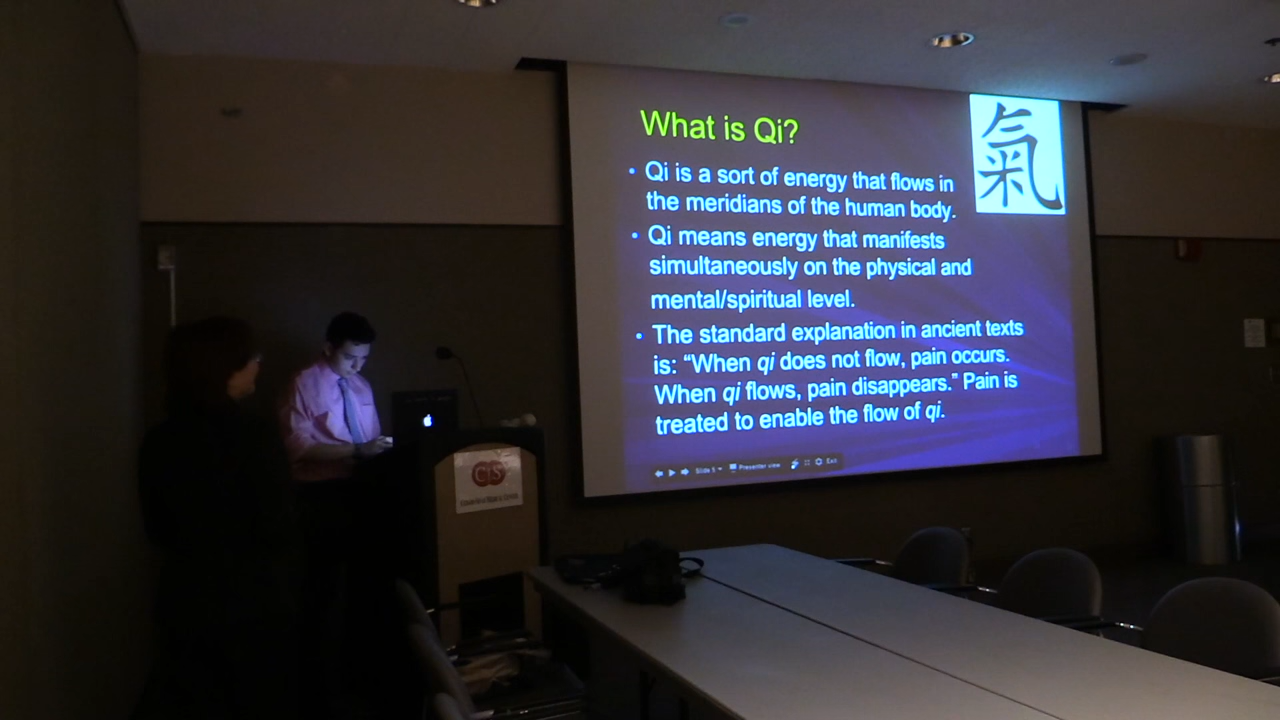 What is Qi?
氣
• Qi is a sort of energy that flows in
the meridians of the human body.
• Qi means energy that manifests
simultaneously on the physical and
mental/spiritual level.
• The standard explanation in ancient texts
is: “When qi does not flow, pain occurs.
When qi flows, pain disappears.” Pain is
treated to enable the flow of qi.
Slide 5 Presenter view Exit
CIS